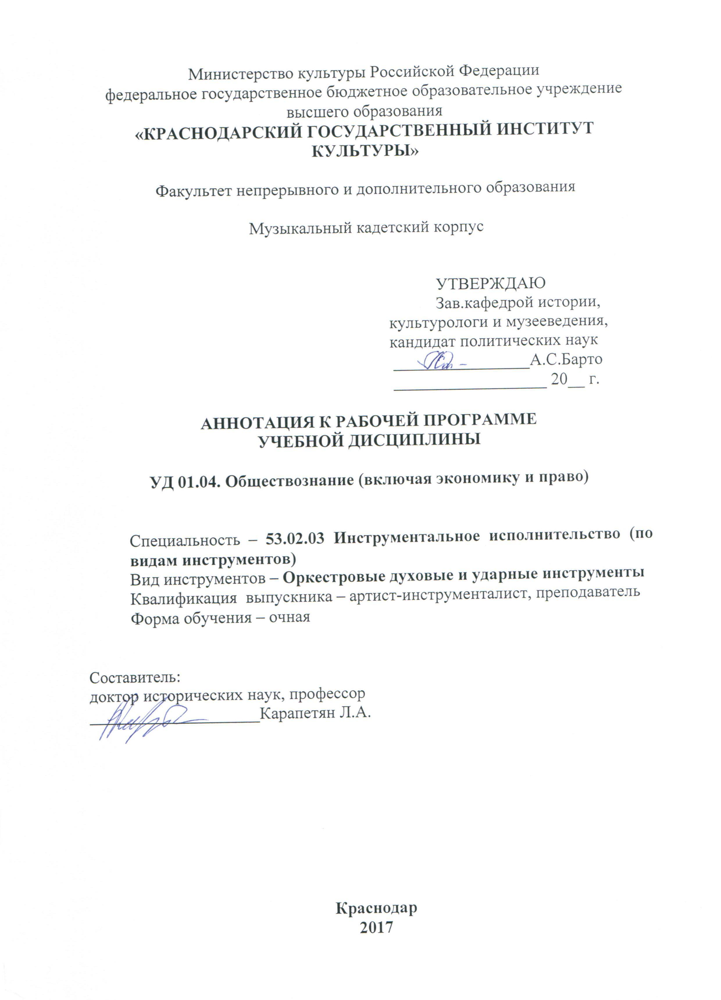 Министерство культуры Российской Федерации
федеральное государственное бюджетное образовательное учреждение
высшего образования
«КРАСНОДАРСКИЙ ГОСУДАРСТВЕННЫЙ ИНСТИТУТ
КУЛЬТУРЫ»
Факультет непрерывного и дополнительного образования
Музыкальный кадетский корпус
УТВЕРЖДАЮ
Зав.кафедрой истории,
культурологи и музееведения,
кандидат политических наук
________________А.С.Барто
__________________ 20__ г.
АННОТАЦИЯ К РАБОЧЕЙ ПРОГРАММЕ
УЧЕБНОЙ ДИСЦИПЛИНЫ
УД 01.04. Обществознание (включая экономику и право)
Специальность – 53.02.03 Инструментальное исполнительство (по
видам инструментов)
Вид инструментов – Оркестровые духовые и ударные инструменты
Квалификация выпускника – артист-инструменталист, преподаватель
Форма обучения – очная
Составитель:
доктор исторических наук, профессор
____________________Карапетян Л.А.
Краснодар
2017